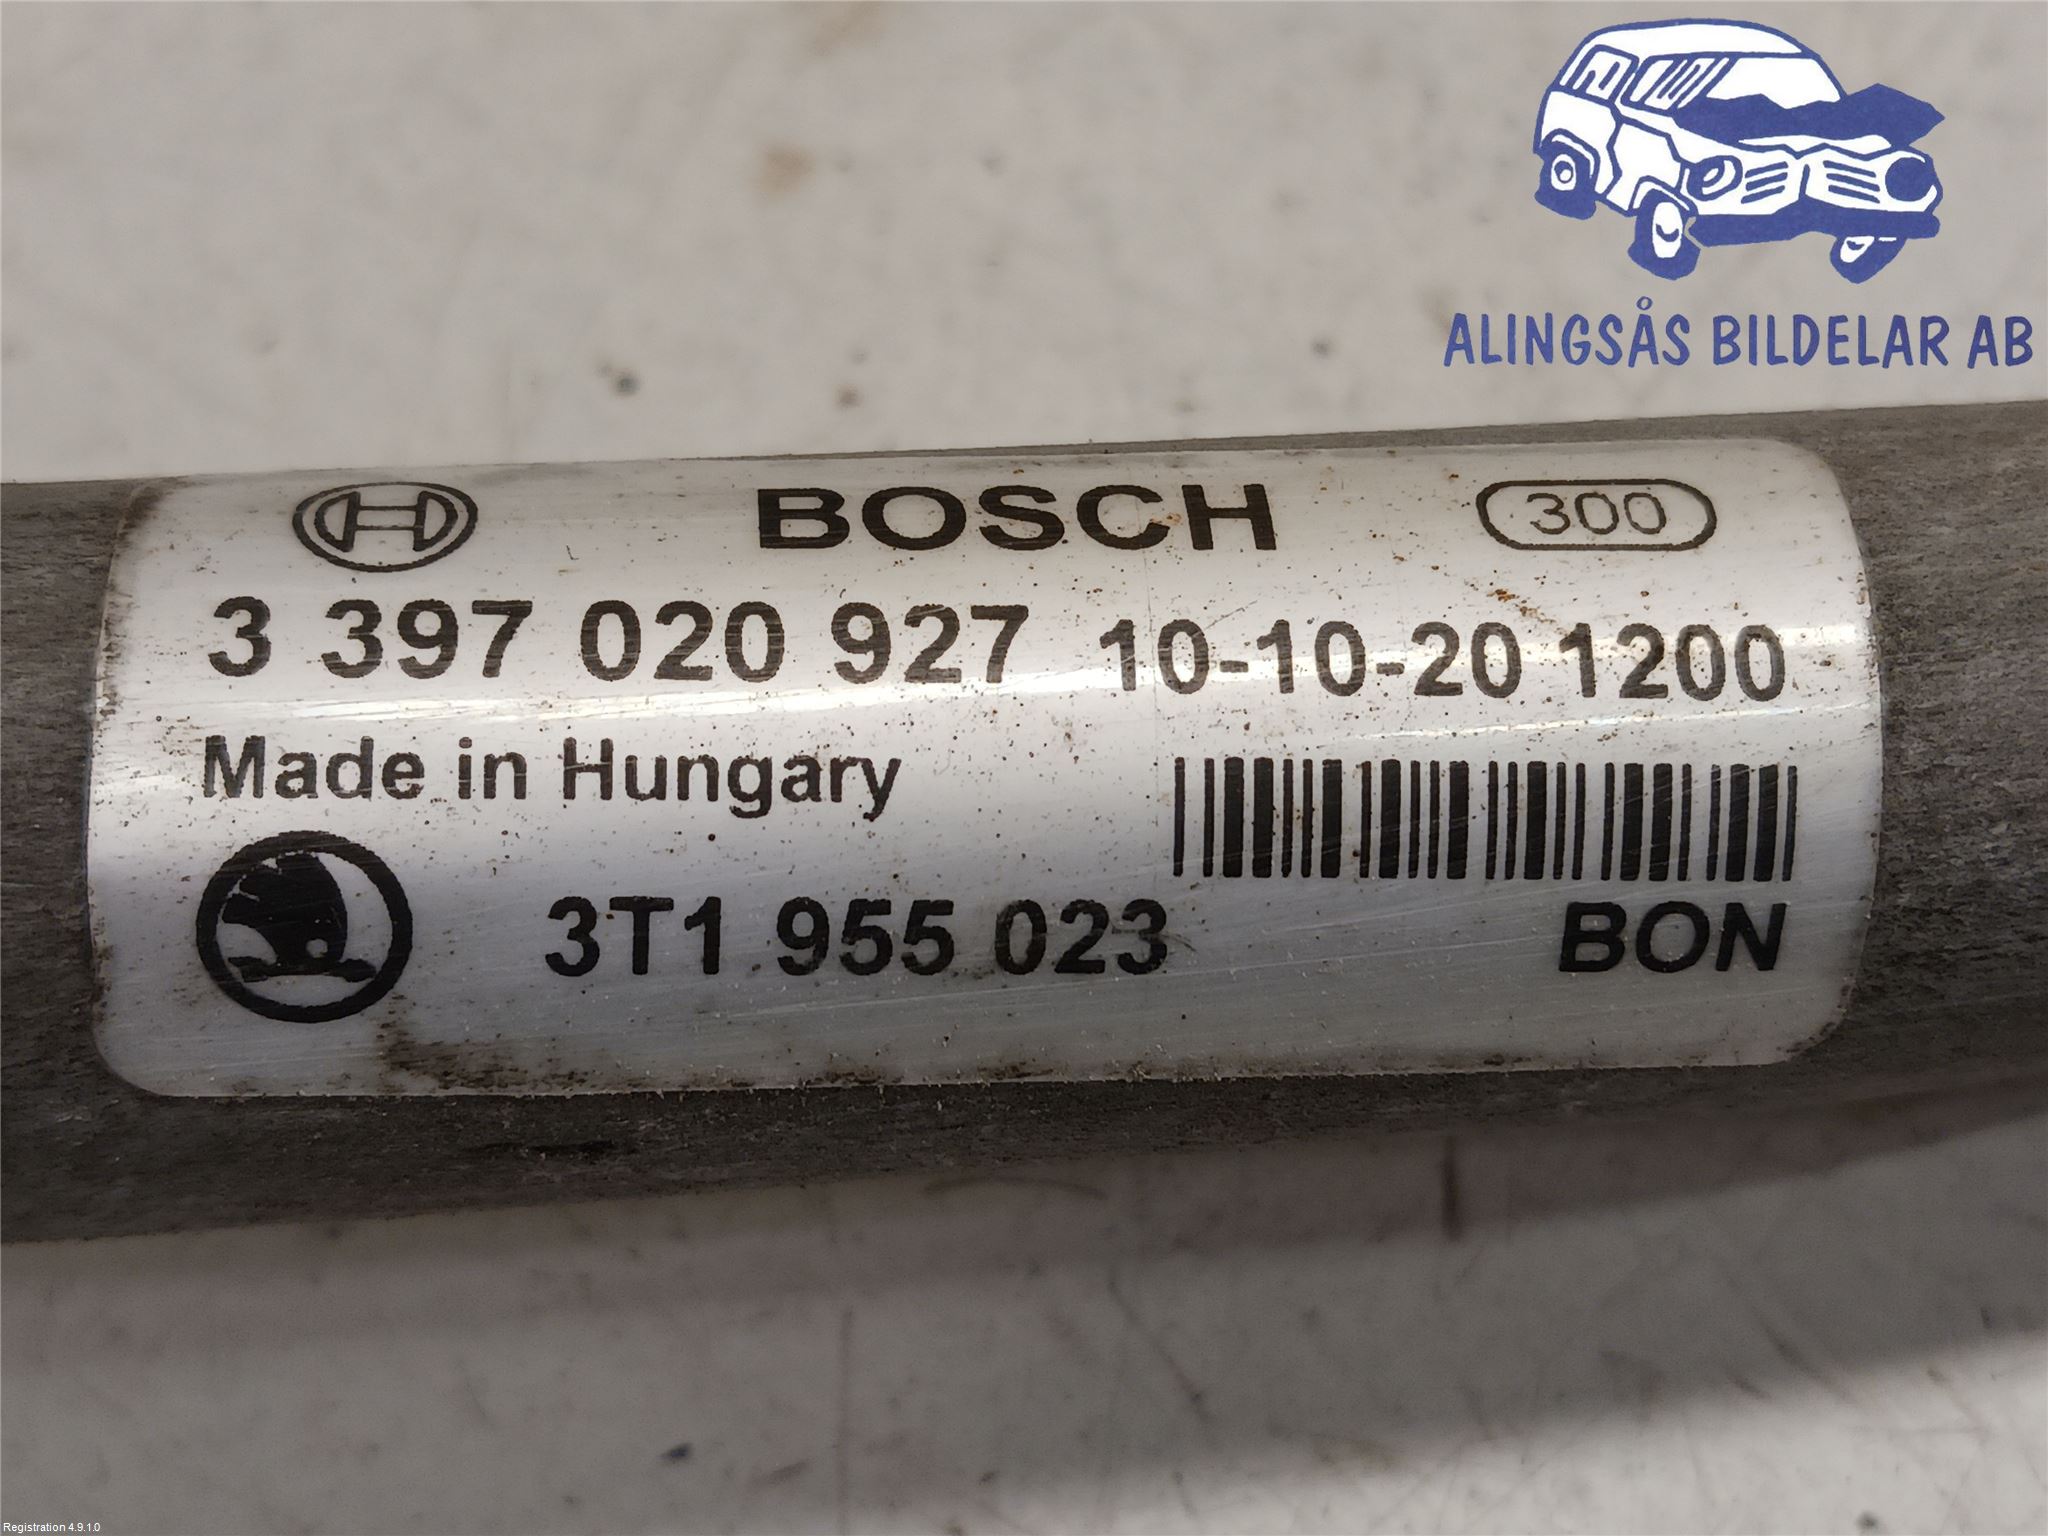 ALINGSÅS BILDELAR AB
BOSCH 300
3 397 020 927 10-10-20 1200
Made in Hungary
3T1 955 023 BON
Registration 4.9.1.0